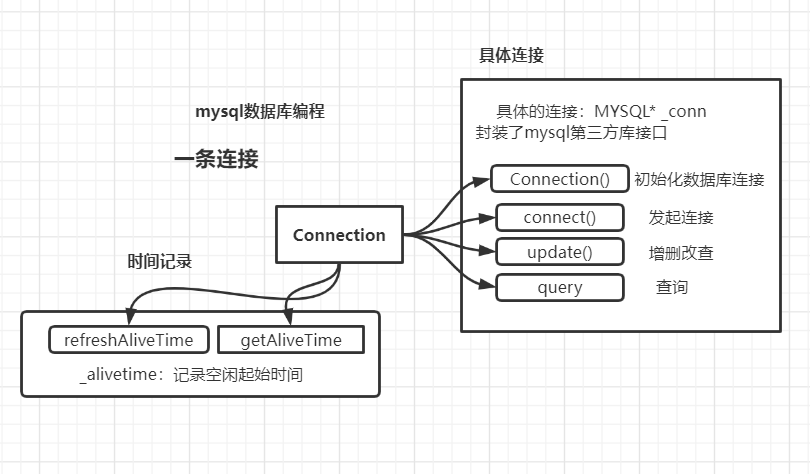 具体连接
mysql数据库编程
具体的连接：MYSQL* _conn
封装了mysql第三方库接口
一条连接
Connection() 初始化数据库连接
connect() 发起连接
Connection
update() 增删改查
时间记录
query 查询
refreshAliveTime getAliveTime
_alivetime：记录空闲起始时间